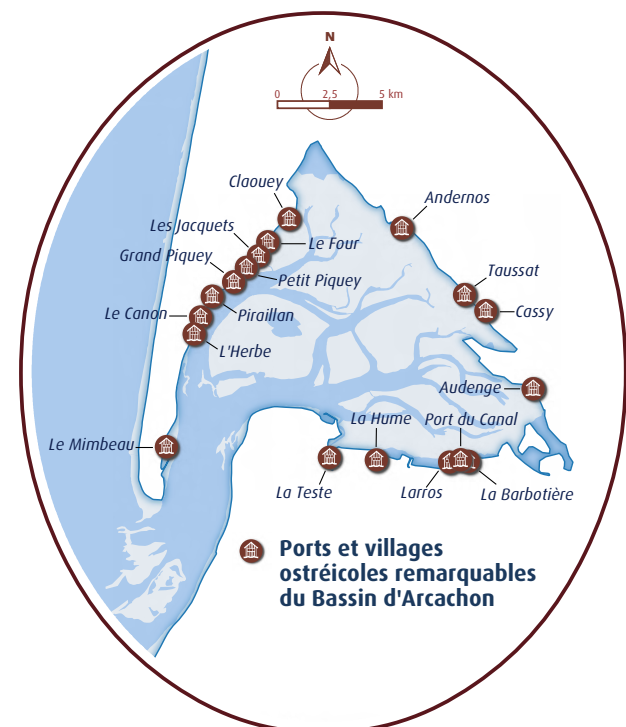 N
0 2,5 5 km
Claouey
Andernos
Les Jacquets
Le Four
Grand Piquey
Petit Piquey
Taussat
Le Canon
Piraillan
Cassy
L'Herbe
Audenge
La Hume
Port du Canal
Le Mimbeau
La Teste
Larros
La Barbotière
Ports et villages
ostréicoles remarquables
du Bassin d'Arcachon